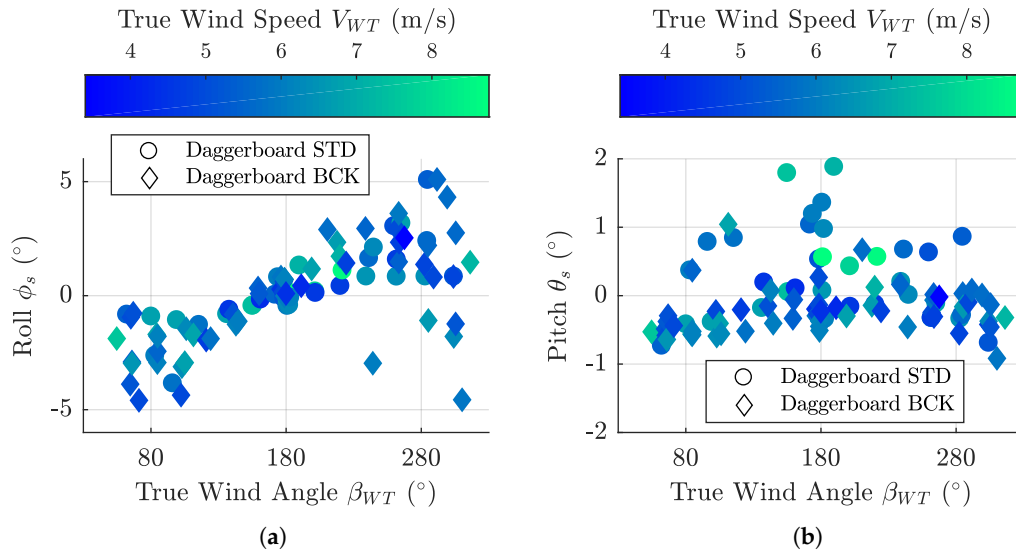 True Wind Speed V_WT (m/s)
4 5 6 7 8
Daggerboard STD
Daggerboard BCK
5
0
-5
Roll ϕ_s (°)
80 180 280
True Wind Angle β_WT (°)
(a)
True Wind Speed V_WT (m/s)
4 5 6 7 8
2
1
0
-1
-2
Pitch θ_s (°)
Daggerboard STD
Daggerboard BCK
80 180 280
True Wind Angle β_WT (°)
(b)